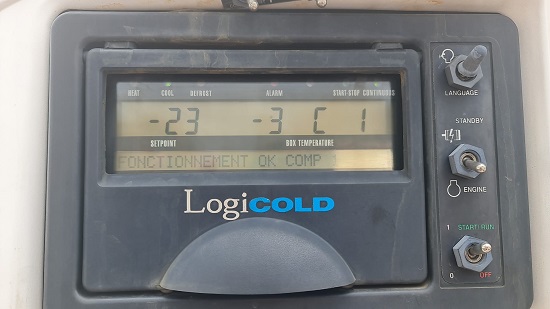 HEAT COOL DEFROST ALARM START-STOP CONTINUOUS
-23 -3 C 1
SETPOINT BOX TEMPERATURE
FONCTIONNEMENT OK COMP
LogiCOLD
LANGUAGE
STANDBY
ENGINE
1 START/RUN
0 OFF